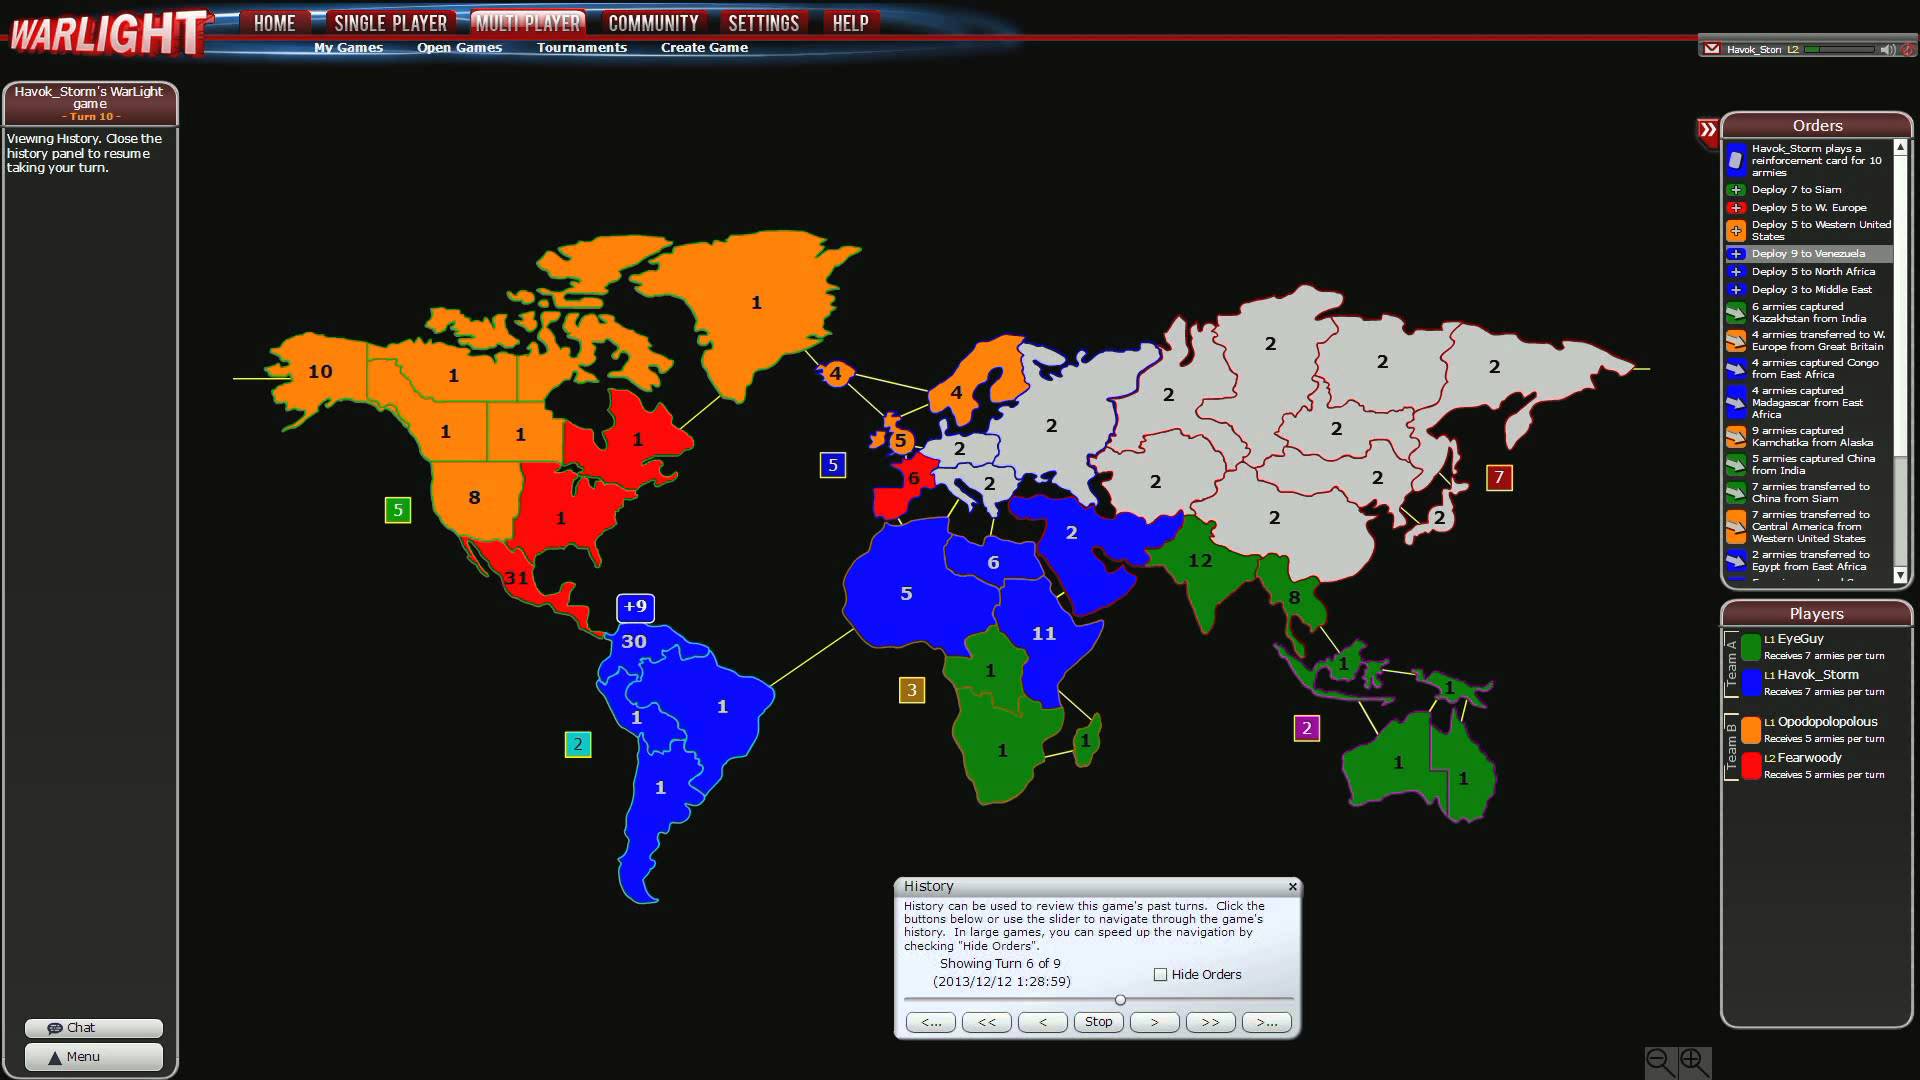 WARLIGHT
HOME
SINGLE PLAYER
MULTI PLAYER
COMMUNITY
SETTINGS
HELP
My Games
Open Games
Tournaments
Create Game
Havok_Stor
L2
Havok_Storm's WarLight
game
- Turn 10 -
Viewing History. Close the
history panel to resume
taking your turn.
Chat
Menu
1
10
1
4
1
1
1
4
5
8
1
6
31
2
2
2
2
2
2
2
2
2
2
2
2
2
5
5
7
+9
30
1
1
1
2
5
6
2
11
1
1
1
3
12
8
1
1
1
1
2
Orders
Havok_Storm plays a
reinforcement card for 10
armies
Deploy 7 to Siam
Deploy 5 to W. Europe
Deploy 5 to Western United
States
Deploy 9 to Venezuela
Deploy 5 to North Africa
Deploy 3 to Middle East
6 armies captured
Kazakhstan from India
4 armies transferred to W.
Europe from Great Britain
4 armies captured Congo
from East Africa
4 armies captured
Madagascar from East
Africa
9 armies captured
Kamchatka from Alaska
5 armies captured China
from India
7 armies transferred to
China from Siam
7 armies transferred to
Central America from
Western United States
2 armies transferred to
Egypt from East Africa
Players
Team A
L1 EyeGuy
Receives 7 armies per turn
L1 Havok_Storm
Receives 7 armies per turn
Team B
L1 Opodopolopolous
Receives 5 armies per turn
L2 Fearwoody
Receives 5 armies per turn
History
History can be used to review this game's past turns. Click the
buttons below or use the slider to navigate through the game's
history. In large games, you can speed up the navigation by
checking "Hide Orders".
Showing Turn 6 of 9
(2013/12/12 1:28:59)
Hide Orders
<...
<<
<
Stop
>
>>
>...